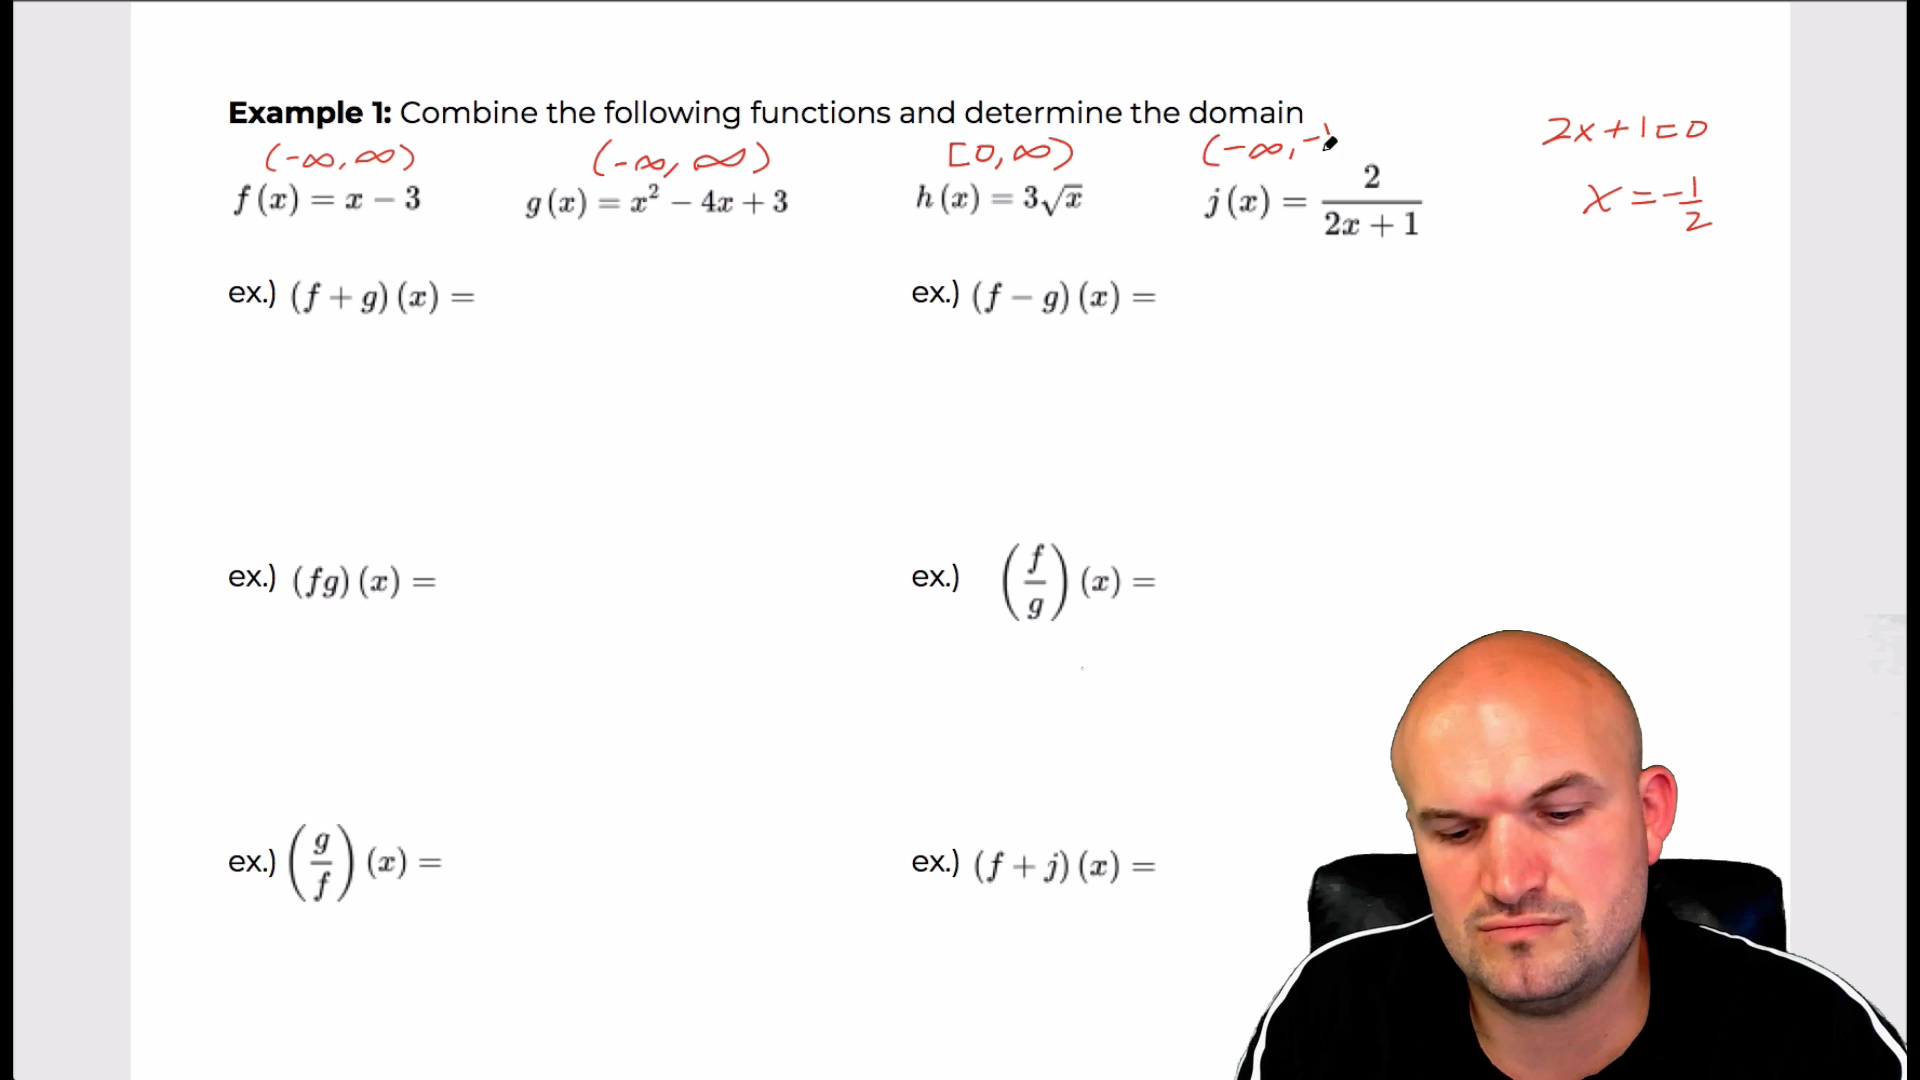 Example 1: Combine the following functions and determine the domain
2x+1=0
(-∞,∞) (-∞,∞) [0,∞) (-∞,-1
f(x) = x − 3 g(x) = x² − 4x + 3 h(x) = 3√x j(x) = 2/(2x + 1) x = -1/2
ex.) (f + g)(x) = ex.) (f − g)(x) =
ex.) (fg)(x) = ex.) (f/g)(x) =
ex.) (g/f)(x) = ex.) (f + j)(x) =